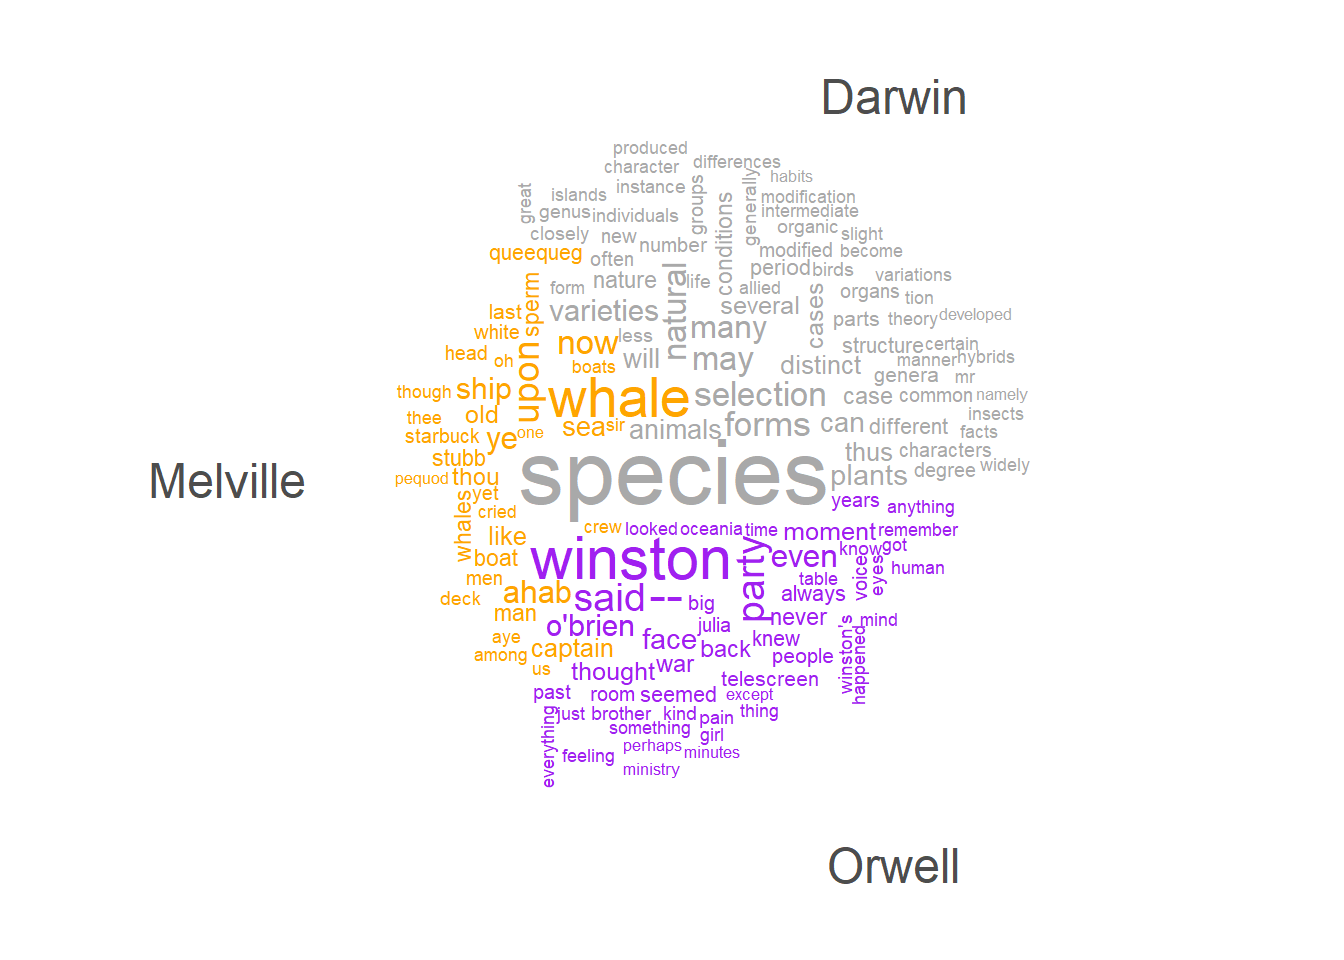 Darwin
produced
character
differences
habits
great
islands
instance
groups
generally
modification
genus
individuals
intermediate
closely
new
number
conditions
organic
slight
queequeg
often
modified
become
form
nature
natural
life
allied
period
birds
variations
last
sperm
varieties
several
cases
organs
tion
white
now
less
many
parts
theory
developed
head
oh
boats
will
may
distinct
structure
certain
manner
hybrids
though
ship
upon
whale
selection
case
genera
mr
common
namely
thee
old
sea
sir
animals
forms
can
different
insects
facts
starbuck
ye
one
stubb
species
thus
characters
Melville
pequod
thou
plants
degree
widely
yet
years
anything
whales
cried
like
crew
looked
oceania
time
moment
remember
boat
winston
party
even
know
got
men
table
voice
eyes
human
deck
ahab
said
--
big
always
man
o'brien
julia
never
mind
aye
captain
face
back
knew
winston's
happened
among
us
thought
war
people
telescreen
past
room
seemed
except
everything
just
brother
kind
pain
thing
something
girl
feeling
perhaps
minutes
ministry
Orwell